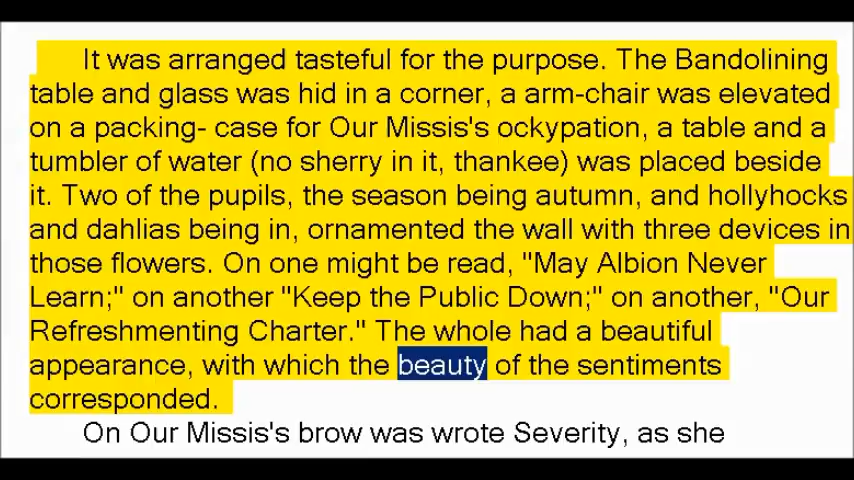 It was arranged tasteful for the purpose. The Bandolining
table and glass was hid in a corner, a arm-chair was elevated
on a packing- case for Our Missis's ockypation, a table and a
tumbler of water (no sherry in it, thankee) was placed beside
it. Two of the pupils, the season being autumn, and hollyhocks
and dahlias being in, ornamented the wall with three devices in
those flowers. On one might be read, "May Albion Never
Learn;" on another "Keep the Public Down;" on another, "Our
Refreshmenting Charter." The whole had a beautiful
appearance, with which the beauty of the sentiments
corresponded.
On Our Missis's brow was wrote Severity, as she